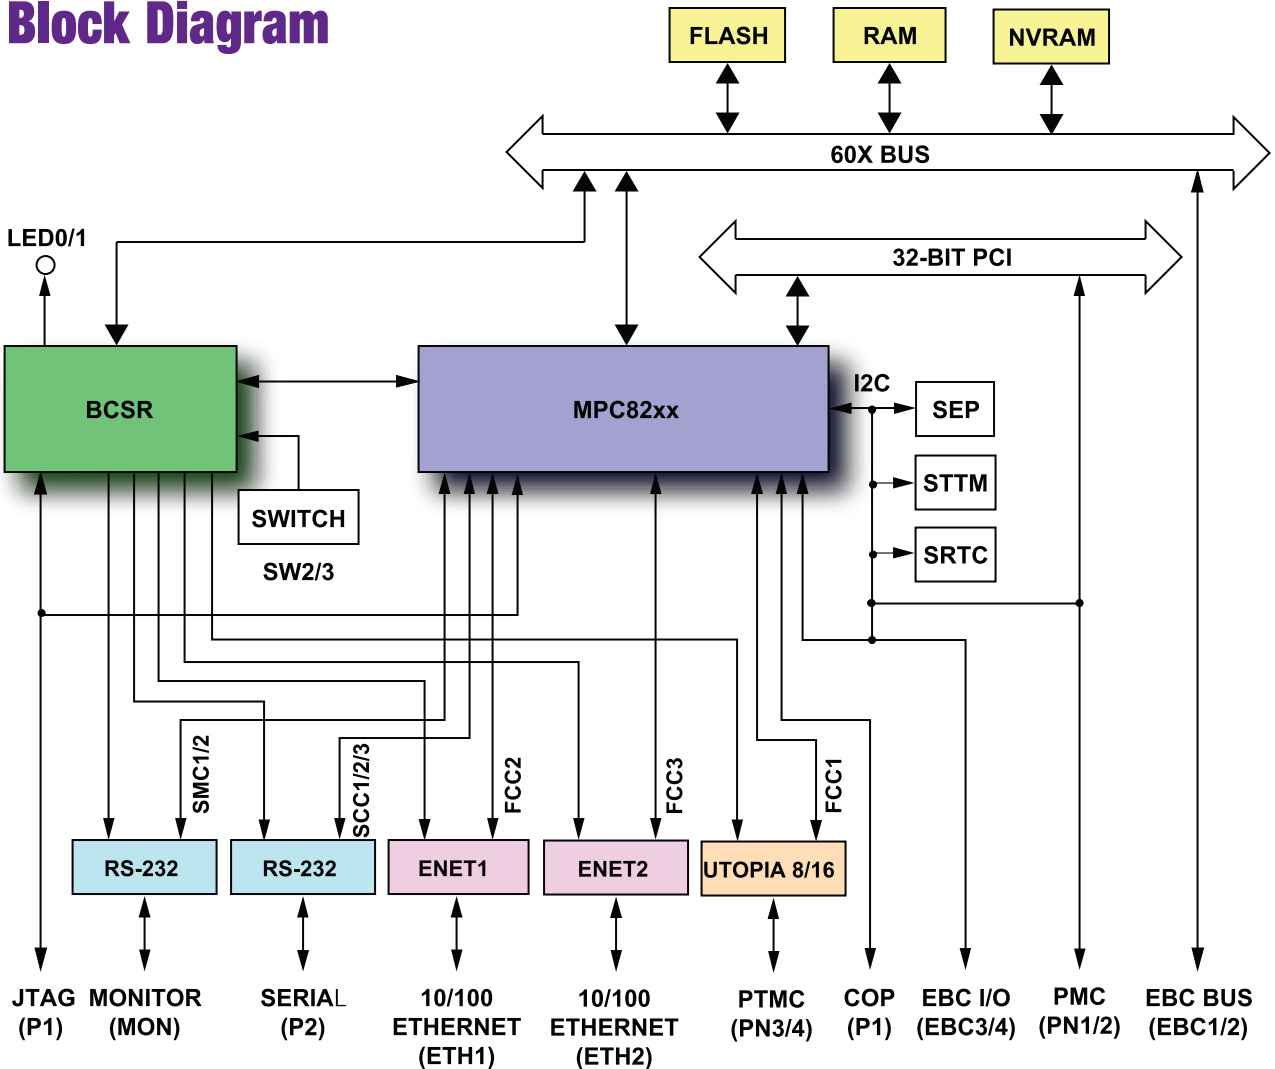 Block Diagram
FLASH
RAM
NVRAM
60X BUS
LED0/1
32-BIT PCI
BCSR
MPC82xx
I2C
SEP
STTM
SRTC
SWITCH
SW2/3
SMC1/2
SCC1/2/3
FCC2
FCC3
FCC1
RS-232
RS-232
ENET1
ENET2
UTOPIA 8/16
JTAG
(P1)
MONITOR
(MON)
SERIAL
(P2)
10/100
ETHERNET
(ETH1)
10/100
ETHERNET
(ETH2)
PTMC
(PN3/4)
COP
(P1)
EBC I/O
(EBC3/4)
PMC
(PN1/2)
EBC BUS
(EBC1/2)